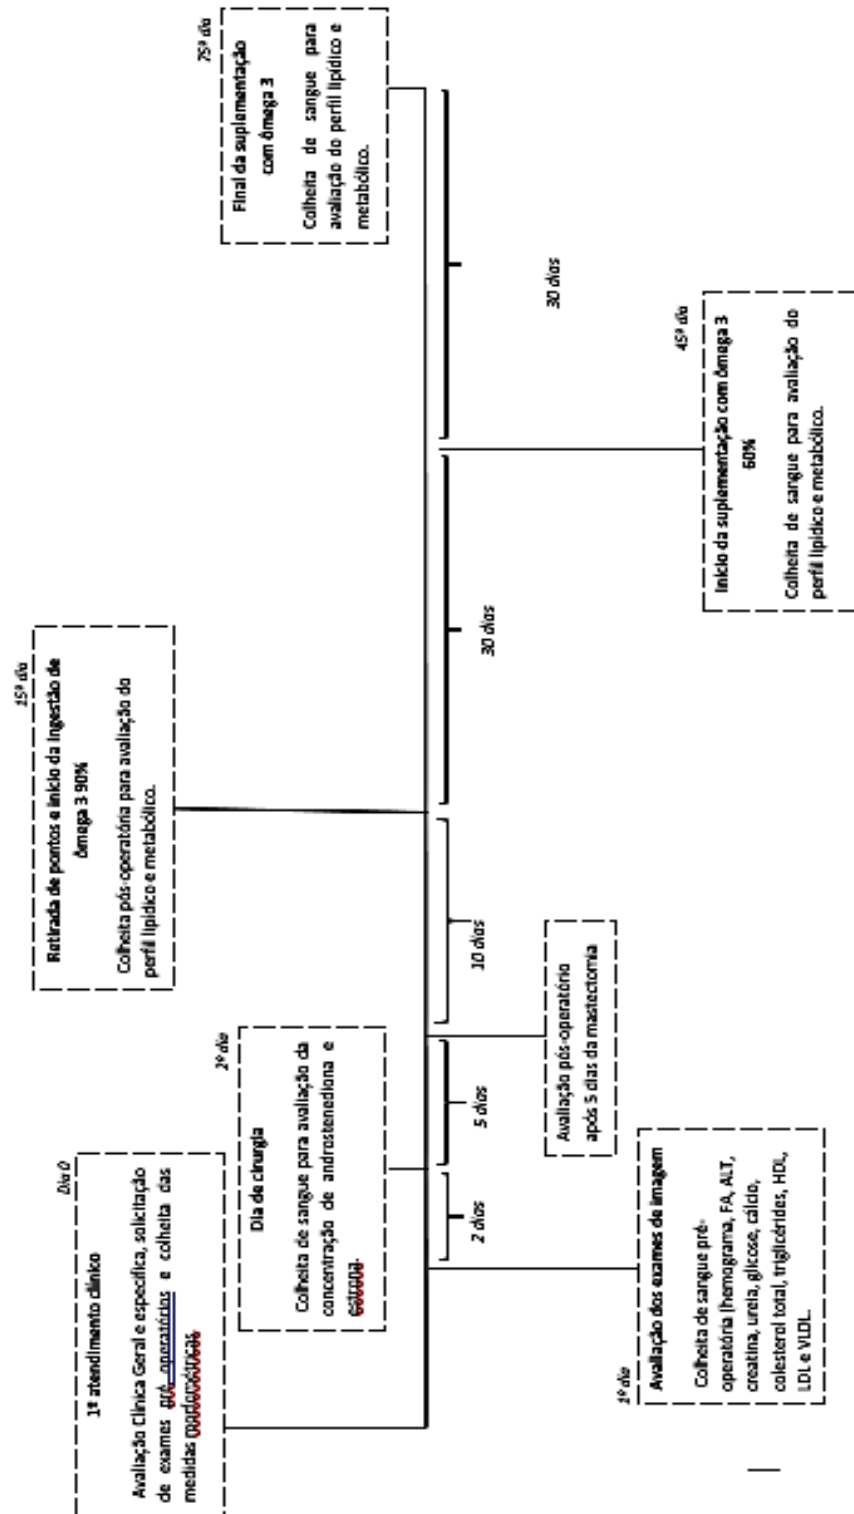 Dia 0
1º atendimento clínico
Avaliação Clínica Geral e específica, solicitação
de exames pré operatórios e colheita das
medidas morfométricas.
1º dia
Avaliação dos exames de imagem
Colheita de sangue pré-
operatória (hemograma, FA, ALT,
creatina, ureia, glicose, cálcio,
colesterol total, triglicérides, HDL,
LDL e VLDL.
2º dia
Dia de cirurgia
Colheita de sangue para avaliação da
concentração de androstenediona e
estrona.
2 dias
5 dias
Avaliação pós-operatório
após 5 dias da mastectomia
10 dias
15º dia
Retirada de pontos e início da ingestão de
ômega 3 90%
Colheita pós-operatória para avaliação do
perfil lipídico e metabólico.
30 dias
45º dia
Início da suplementação com ômega 3
60%
Colheita de sangue para avaliação do
perfil lipídico e metabólico.
30 dias
75º dia
Final da suplementação
com ômega 3
Colheita de sangue para
avaliação do perfil lipídico e
metabólico.